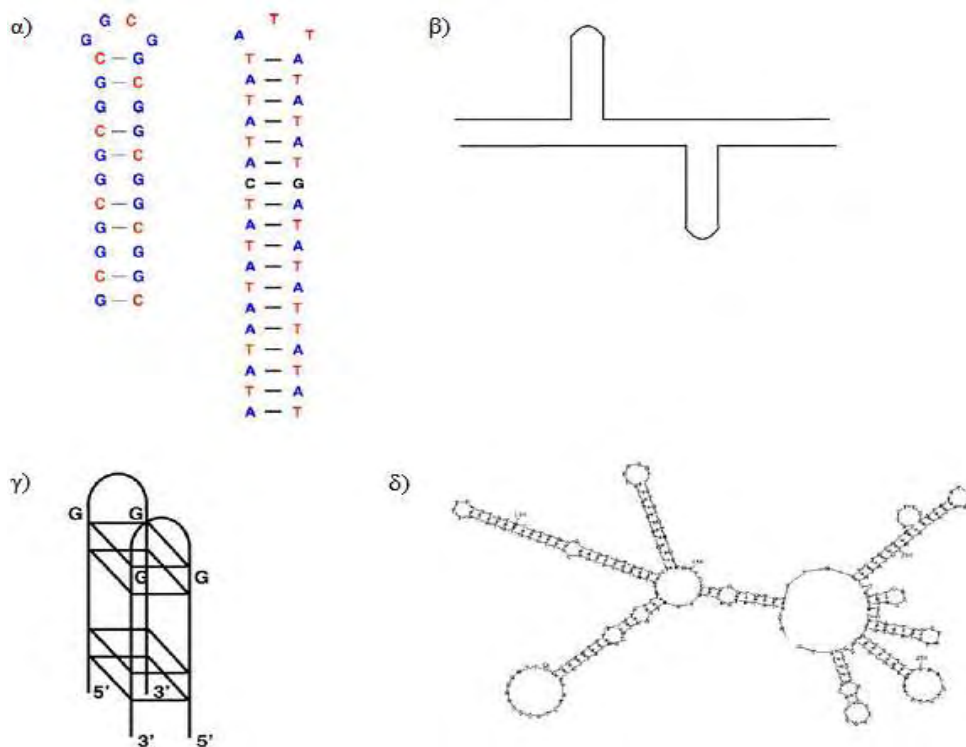 α)
G C
G G
C – G
G – C
G G
C – G
G – C
G G
C – G
G – C
G G
C – G
G – C
T
A T
T – A
A – T
T – A
A – T
T – A
A – T
C – G
T – A
A – T
T – A
A – T
T – A
A – T
A – T
T – A
A – T
T – A
A – T
β)
γ)
G G
G G
5' 3'
3' 5'
δ)